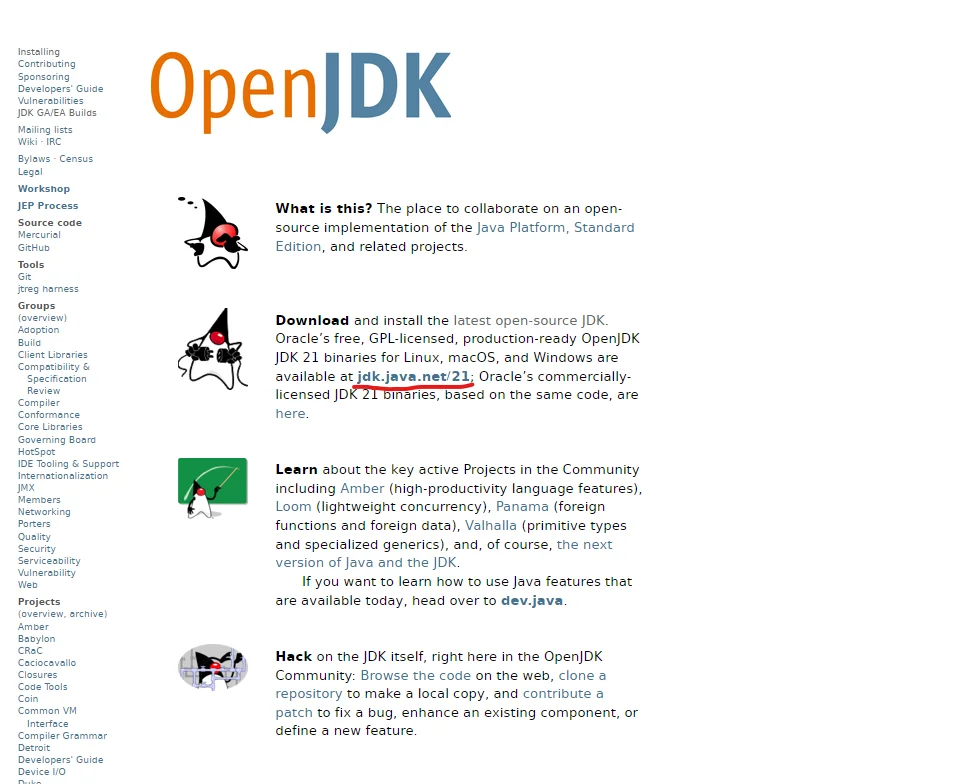 Installing
Contributing
Sponsoring
Developers' Guide
Vulnerabilities
JDK GA/EA Builds
Mailing lists
Wiki · IRC
Bylaws · Census
Legal
Workshop
JEP Process
Source code
Mercurial
GitHub
Tools
Git
jtreg harness
Groups
(overview)
Adoption
Build
Client Libraries
Compatibility &
Specification
Review
Compiler
Conformance
Core Libraries
Governing Board
HotSpot
IDE Tooling & Support
Internationalization
JMX
Members
Networking
Porters
Quality
Security
Serviceability
Vulnerability
Web
Projects
(overview, archive)
Amber
Babylon
CRaC
Caciocavallo
Closures
Code Tools
Coin
Common VM
Interface
Compiler Grammar
Detroit
Developers' Guide
Device I/O
Duke
OpenJDK
What is this? The place to collaborate on an open-
source implementation of the Java Platform, Standard
Edition, and related projects.
Download and install the latest open-source JDK.
Oracle’s free, GPL-licensed, production-ready OpenJDK
JDK 21 binaries for Linux, macOS, and Windows are
available at jdk.java.net/21; Oracle’s commercially-
licensed JDK 21 binaries, based on the same code, are
here.
Learn about the key active Projects in the Community
including Amber (high-productivity language features),
Loom (lightweight concurrency), Panama (foreign
functions and foreign data), Valhalla (primitive types
and specialized generics), and, of course, the next
version of Java and the JDK.
If you want to learn how to use Java features that
are available today, head over to dev.java.
Hack on the JDK itself, right here in the OpenJDK
Community: Browse the code on the web, clone a
repository to make a local copy, and contribute a
patch to fix a bug, enhance an existing component, or
define a new feature.